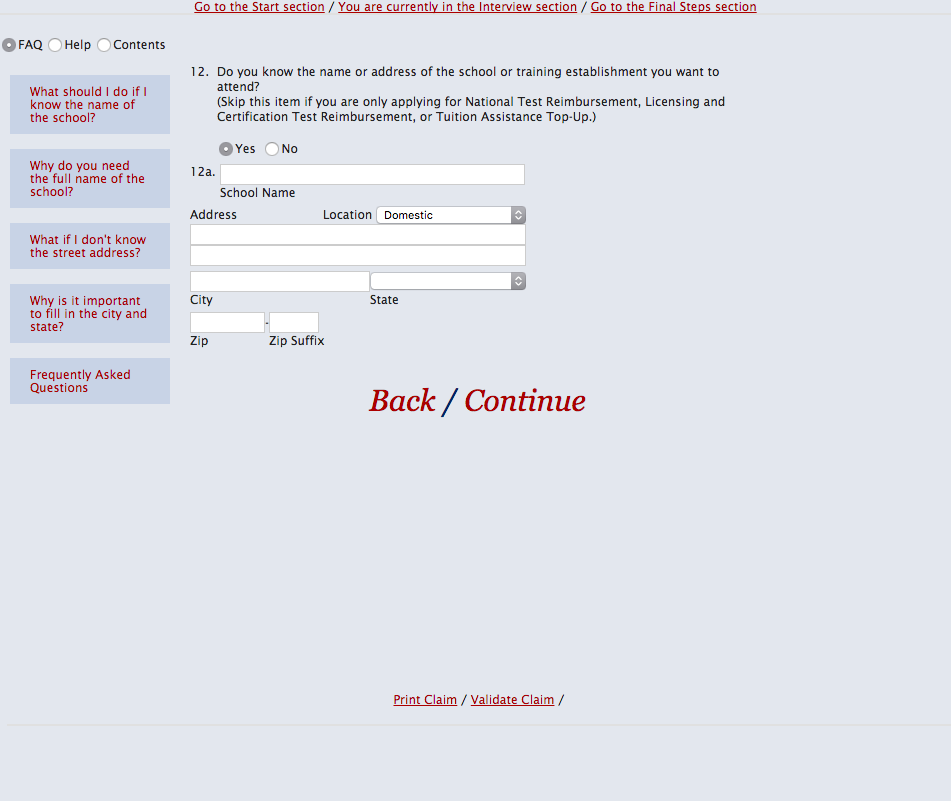 Go to the Start section / You are currently in the Interview section / Go to the Final Steps section
FAQ Help Contents
What should I do if I
know the name of
the school?
Why do you need
the full name of the
school?
What if I don't know
the street address?
Why is it important
to fill in the city and
state?
Frequently Asked
Questions
12. Do you know the name or address of the school or training establishment you want to
attend?
(Skip this item if you are only applying for National Test Reimbursement, Licensing and
Certification Test Reimbursement, or Tuition Assistance Top-Up.)
Yes No
12a.
School Name
Address Location Domestic
City State
-
Zip Zip Suffix
Back / Continue
Print Claim / Validate Claim /